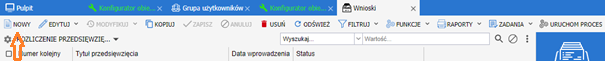 Pulpit Konfigurator obie... Grupa użytkowników Konfigurator obie... Wnioski
NOWY EDYTUJ MODYFIKUJ KOPIUJ ZAPISZ ANULUJ USUŃ ODŚWIEŻ FILTRUJ FUNKCJE RAPORTY ZADANIA URUCHOM PROCES
ROZLICZENIE PRZEDSIĘWZIĘ... Wyszukaj... Wartość...
Numer kolejny Tytuł przedsięwzięcia Data wprowadzenia Status